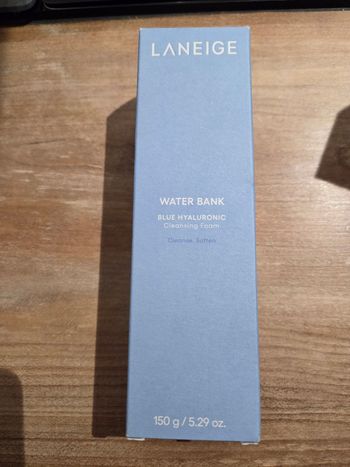 LANEIGE
WATER BANK
BLUE HYALURONIC
Cleansing Foam
Cleanse. Soften
150 g / 5.29 oz.